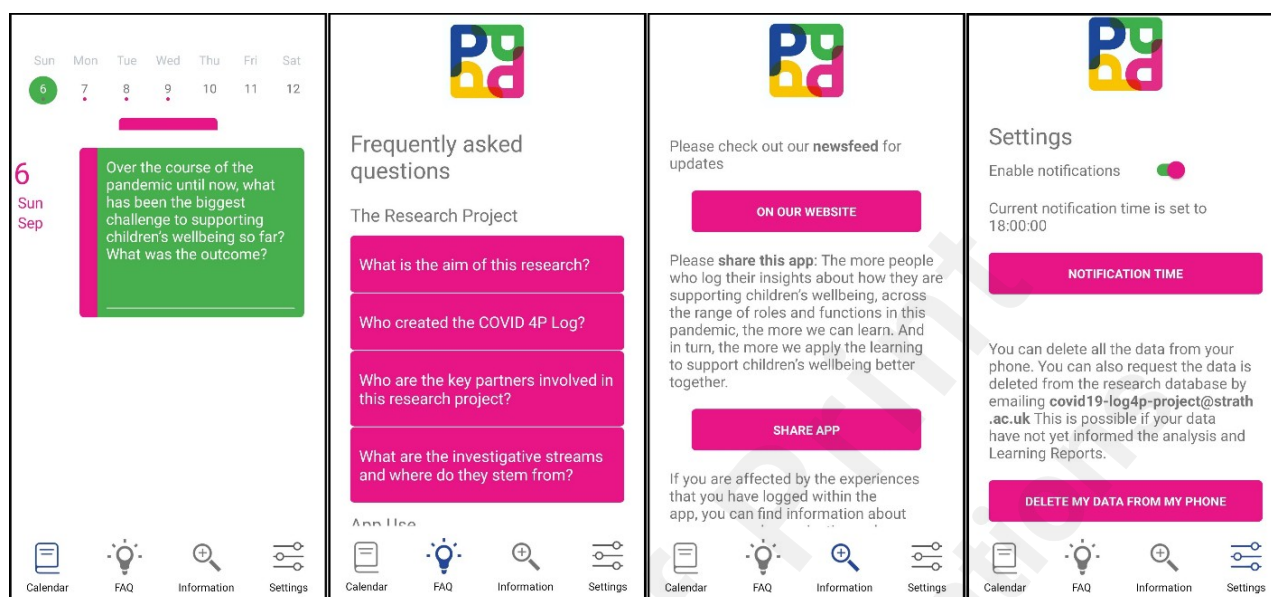 Sun Mon Tue Wed Thu Fri Sat
6 7 8 9 10 11 12
6
Sun
Sep
Over the course of the
pandemic until now, what
has been the biggest
challenge to supporting
children's wellbeing so far?
What was the outcome?
Calendar FAQ Information Settings
Frequently asked
questions
The Research Project
What is the aim of this research?
Who created the COVID 4P Log?
Who are the key partners involved in
this research project?
What are the investigative streams
and where do they stem from?
App Use
Calendar FAQ Information Settings
Please check out our newsfeed for
updates
ON OUR WEBSITE
Please share this app: The more people
who log their insights about how they are
supporting children's wellbeing, across
the range of roles and functions in this
pandemic, the more we can learn. And
in turn, the more we apply the learning
to support children's wellbeing better
together.
SHARE APP
If you are affected by the experiences
that you have logged within the
app, you can find information about
Calendar FAQ Information Settings
Settings
Enable notifications
Current notification time is set to
18:00:00
NOTIFICATION TIME
You can delete all the data from your
phone. You can also request the data is
deleted from the research database by
emailing covid19-log4p-project@strath
.ac.uk This is possible if your data
have not yet informed the analysis and
Learning Reports.
DELETE MY DATA FROM MY PHONE
Calendar FAQ Information Settings